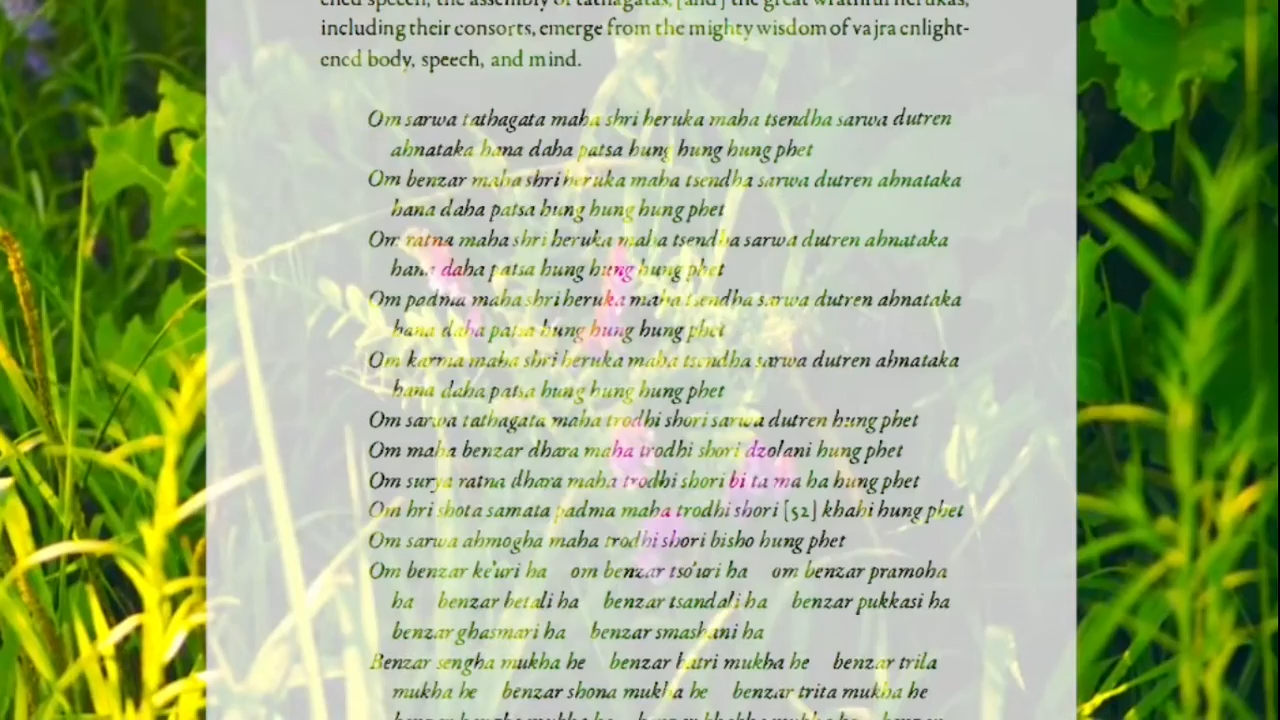 ened speech, the assembly of tathagatas, [and] the great wrathful herukas,
including their consorts, emerge from the mighty wisdom of vajra enlight-
ened body, speech, and mind.
Om sarwa tathagata maha shri heruka maha tsendha sarwa dutren
ahnataka hana daha patsa hung hung hung phet
Om benzar maha shri heruka maha tsendha sarwa dutren ahnataka
hana daha patsa hung hung hung phet
Om ratna maha shri heruka maha tsendha sarwa dutren ahnataka
hana daha patsa hung hung hung phet
Om padma maha shri heruka maha tsendha sarwa dutren ahnataka
hana daha patsa hung hung hung phet
Om karma maha shri heruka maha tsendha sarwa dutren ahnataka
hana daha patsa hung hung hung phet
Om sarwa tathagata maha trodhi shori sarwa dutren hung phet
Om maha benzar dhara maha trodhi shori dzolani hung phet
Om surya ratna dhara maha trodhi shori bi ta ma ha hung phet
Om hri shota samata padma maha trodhi shori [52] khahi hung phet
Om sarwa ahmogha maha trodhi shori bisho hung phet
Om benzar ke'uri ha om benzar tso'uri ha om benzar pramoha
ha benzar betali ha benzar tsandali ha benzar pukkasi ha
benzar ghasmari ha benzar smashani ha
Benzar sengha mukha he benzar batri mukha he benzar trila
mukha he benzar shona mukha he benzar trita mukha he